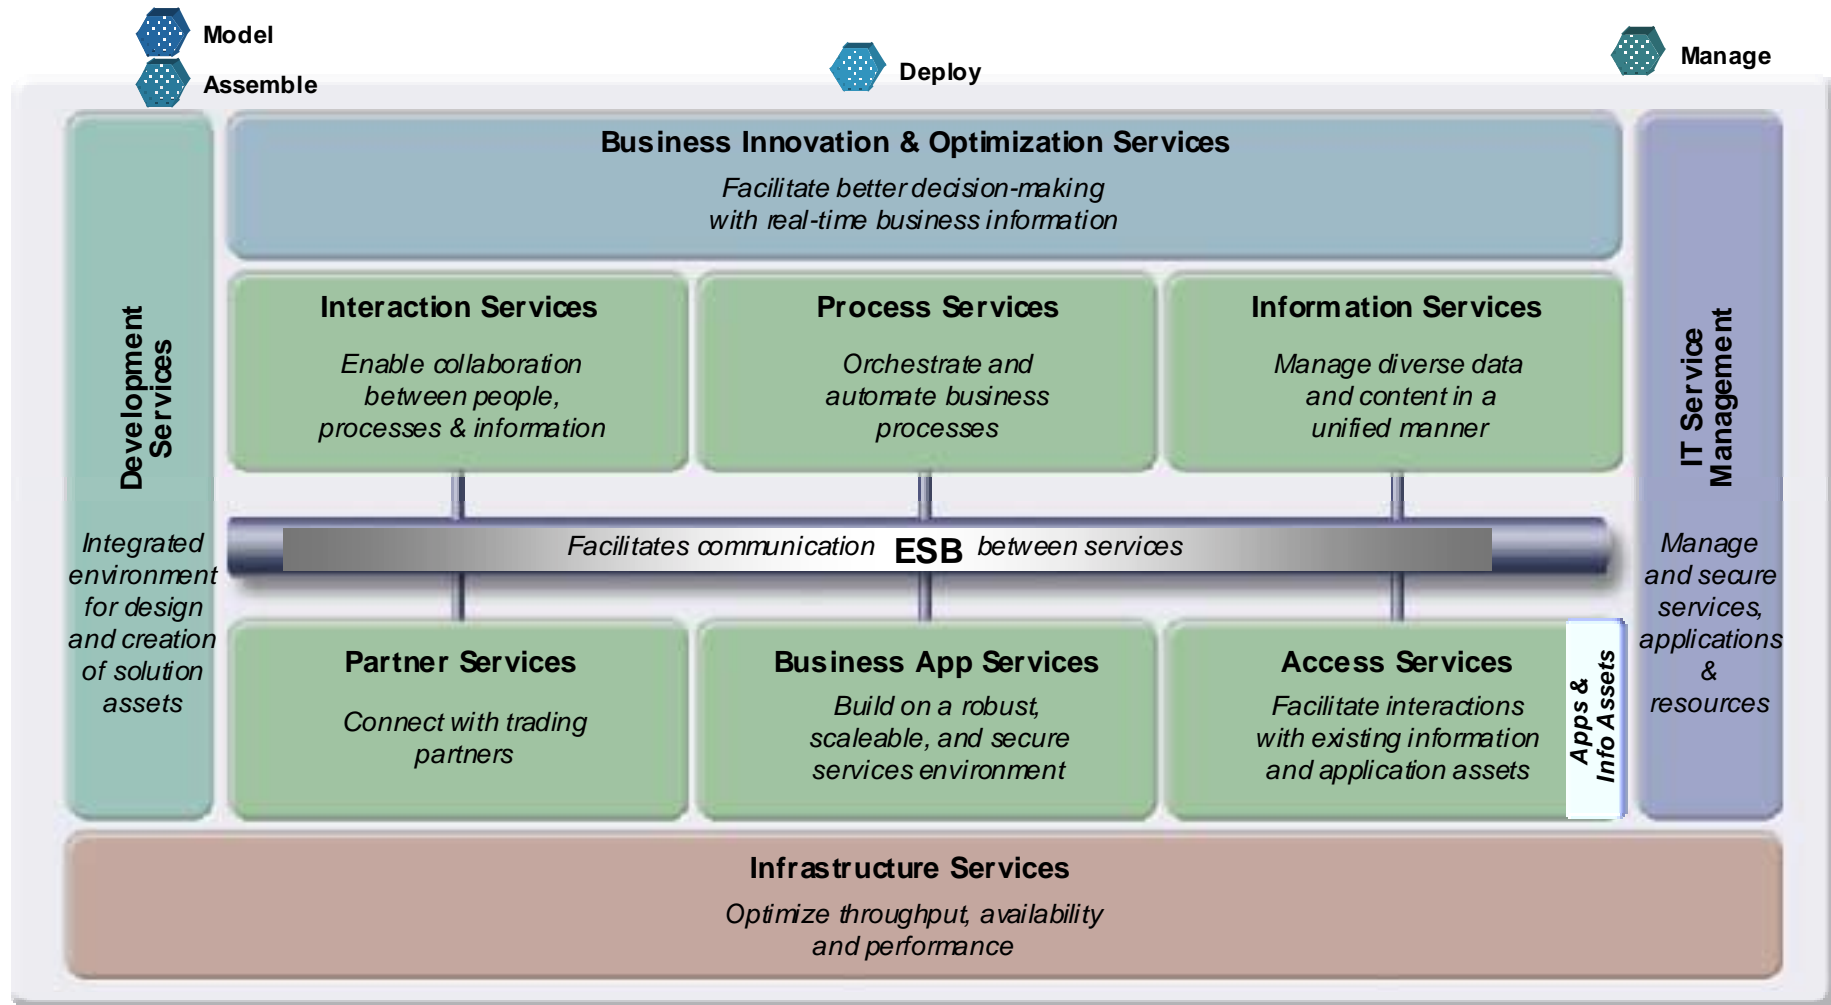 Model
Assemble
Deploy
Manage
Development
Services
Integrated
environment
for design
and creation
of solution
assets
Business Innovation & Optimization Services
Facilitate better decision-making
with real-time business information
Interaction Services
Enable collaboration
between people,
processes & information
Process Services
Orchestrate and
automate business
processes
Information Services
Manage diverse data
and content in a
unified manner
Facilitates communication ESB between services
Partner Services
Connect with trading
partners
Business App Services
Build on a robust,
scaleable, and secure
services environment
Access Services
Facilitate interactions
with existing information
and application assets
Apps &
Info Assets
IT Service
Management
Manage
and secure
services,
applications
&
resources
Infrastructure Services
Optimize throughput, availability
and performance